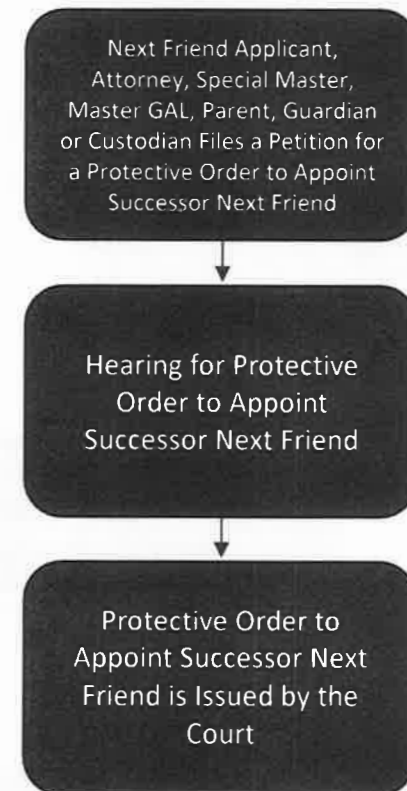 Next Friend Applicant,
Attorney, Special Master,
Master GAL, Parent, Guardian
or Custodian Files a Petition for
a Protective Order to Appoint
Successor Next Friend
Hearing for Protective
Order to Appoint
Successor Next Friend
Protective Order to
Appoint Successor Next
Friend is Issued by the
Court